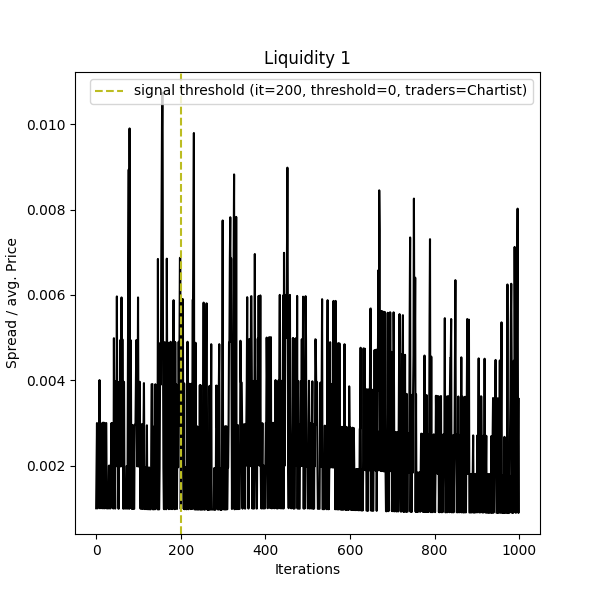 Liquidity 1
signal threshold (it=200, threshold=0, traders=Chartist)
0.010
0.008
0.006
0.004
0.002
Spread / avg. Price
0 200 400 600 800 1000
Iterations